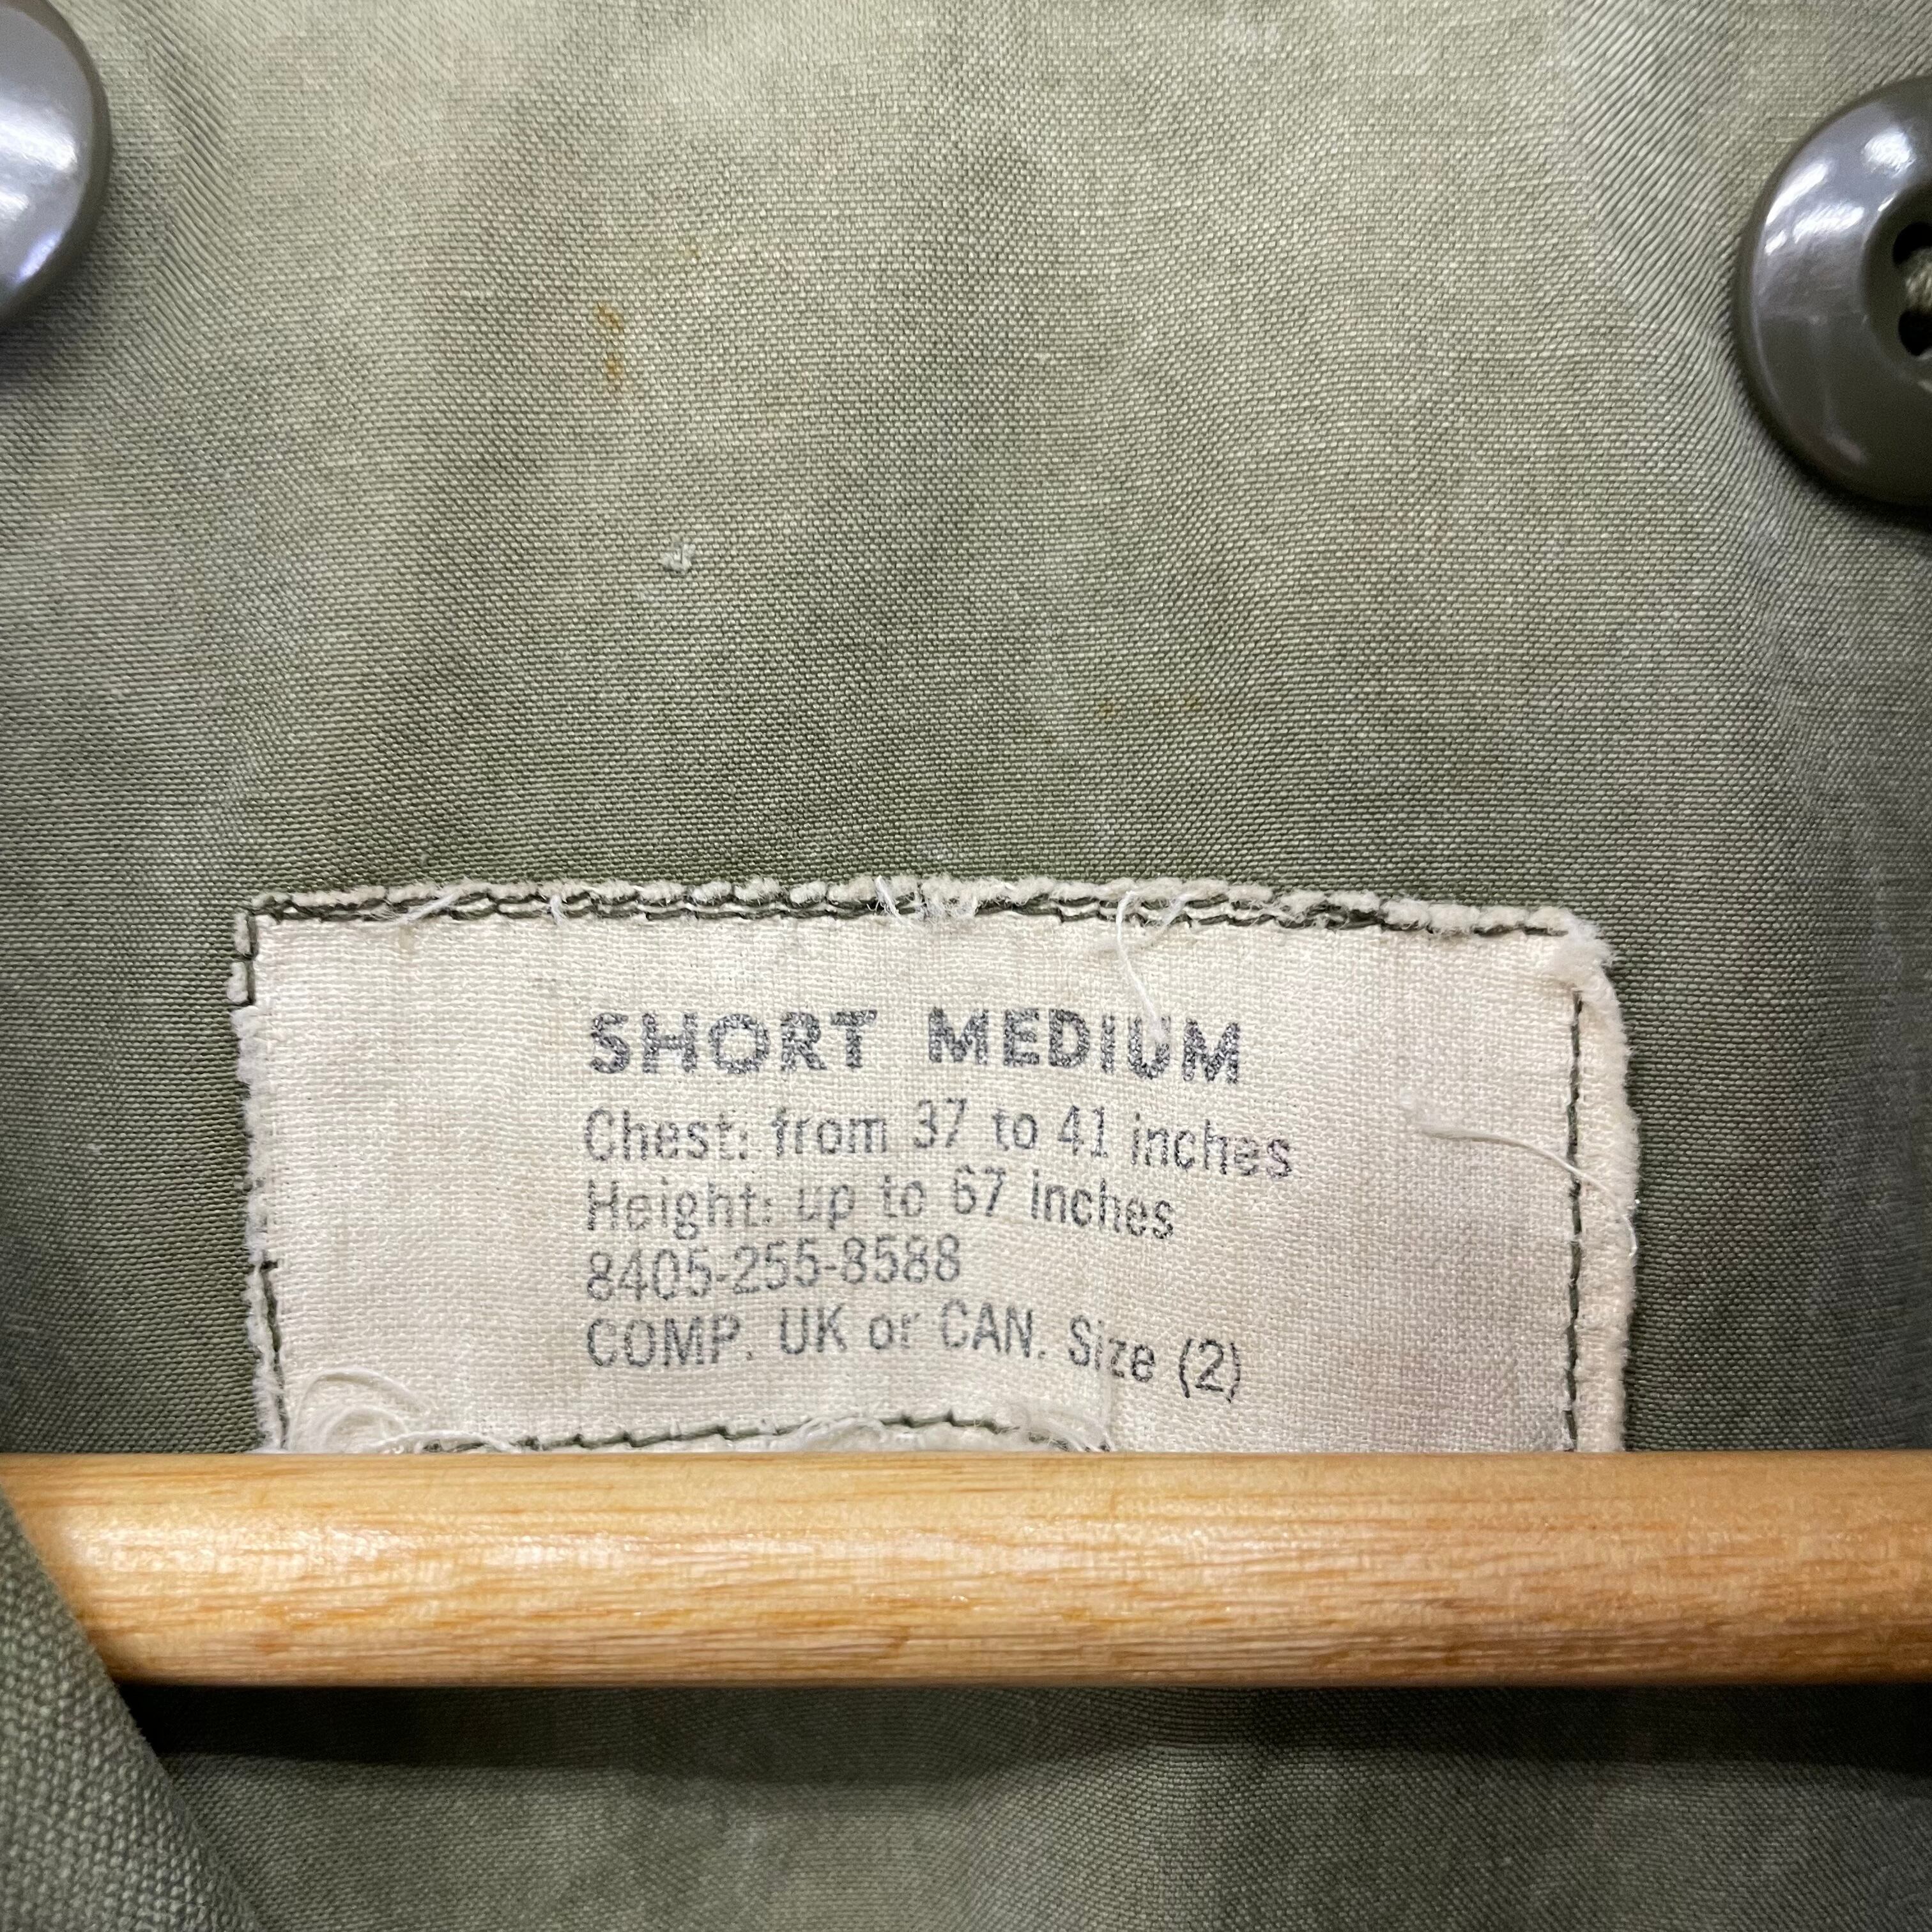 SHORT MEDIUM
Chest: from 37 to 41 inches
Height: up to 67 inches
8405-255-8588
COMP. UK or CAN. Size (2)